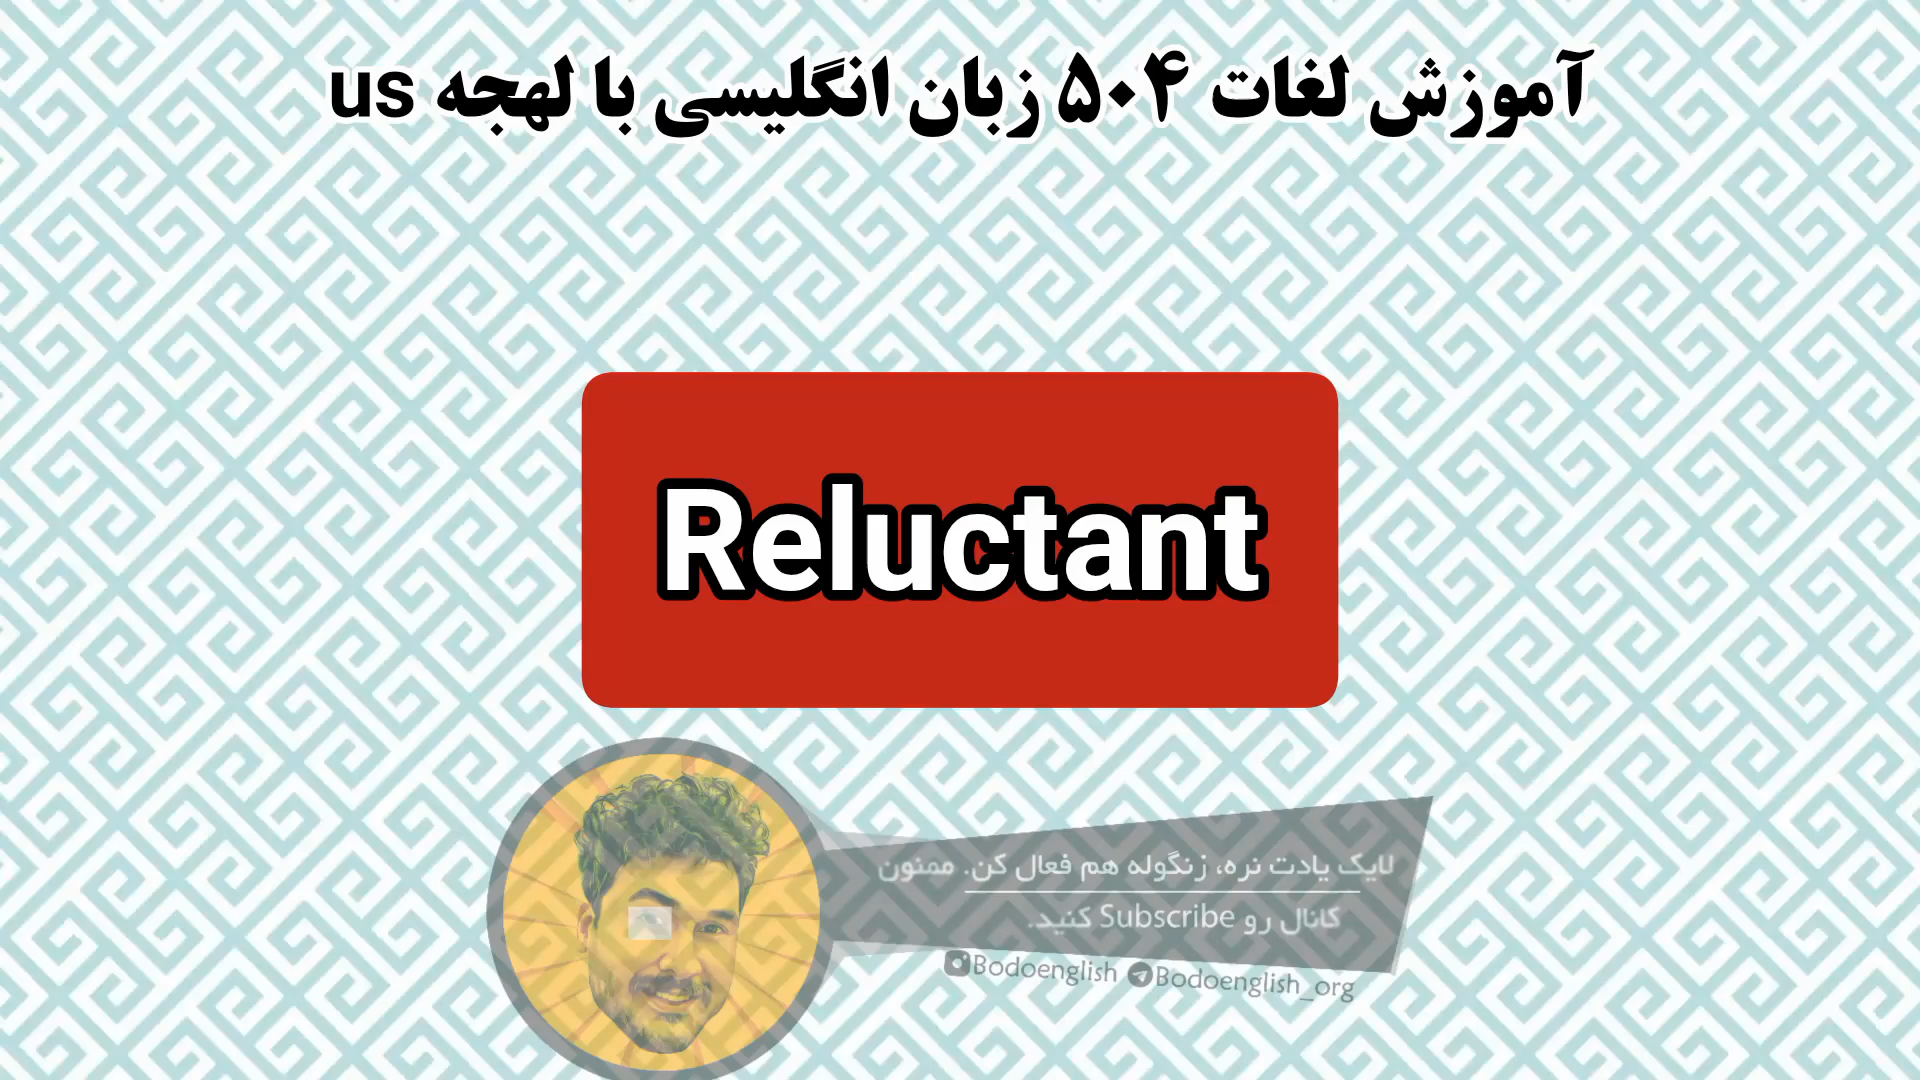 آموزش لغات ۵۰۴ زبان انگلیسی با لهجه us
Reluctant
لایک یادت نره، زنگوله هم فعال کن. ممنون
کانال رو Subscribe کنید.
Bodoenglish Bodoenglish_org